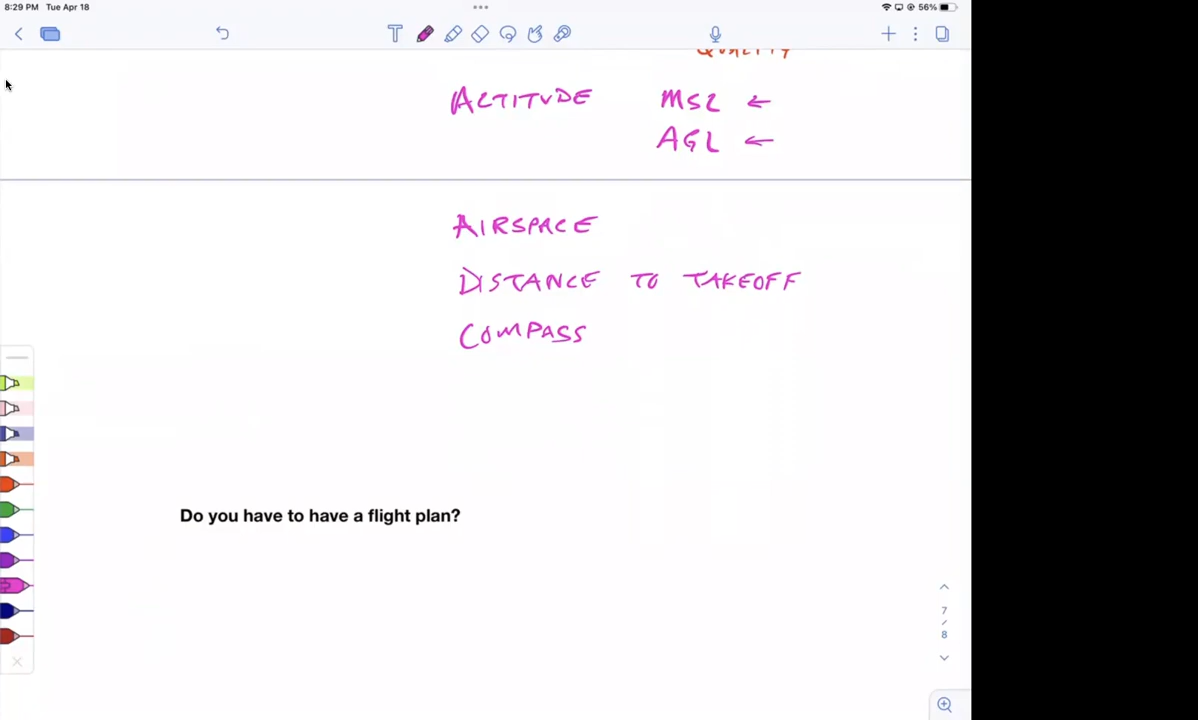 8:29 PM Tue Apr 18
56%
QUALITY
ALTITUDE MSL ←
AGL ←
AIRSPACE
DISTANCE TO TAKEOFF
COMPASS
Do you have to have a flight plan?
7
/
8